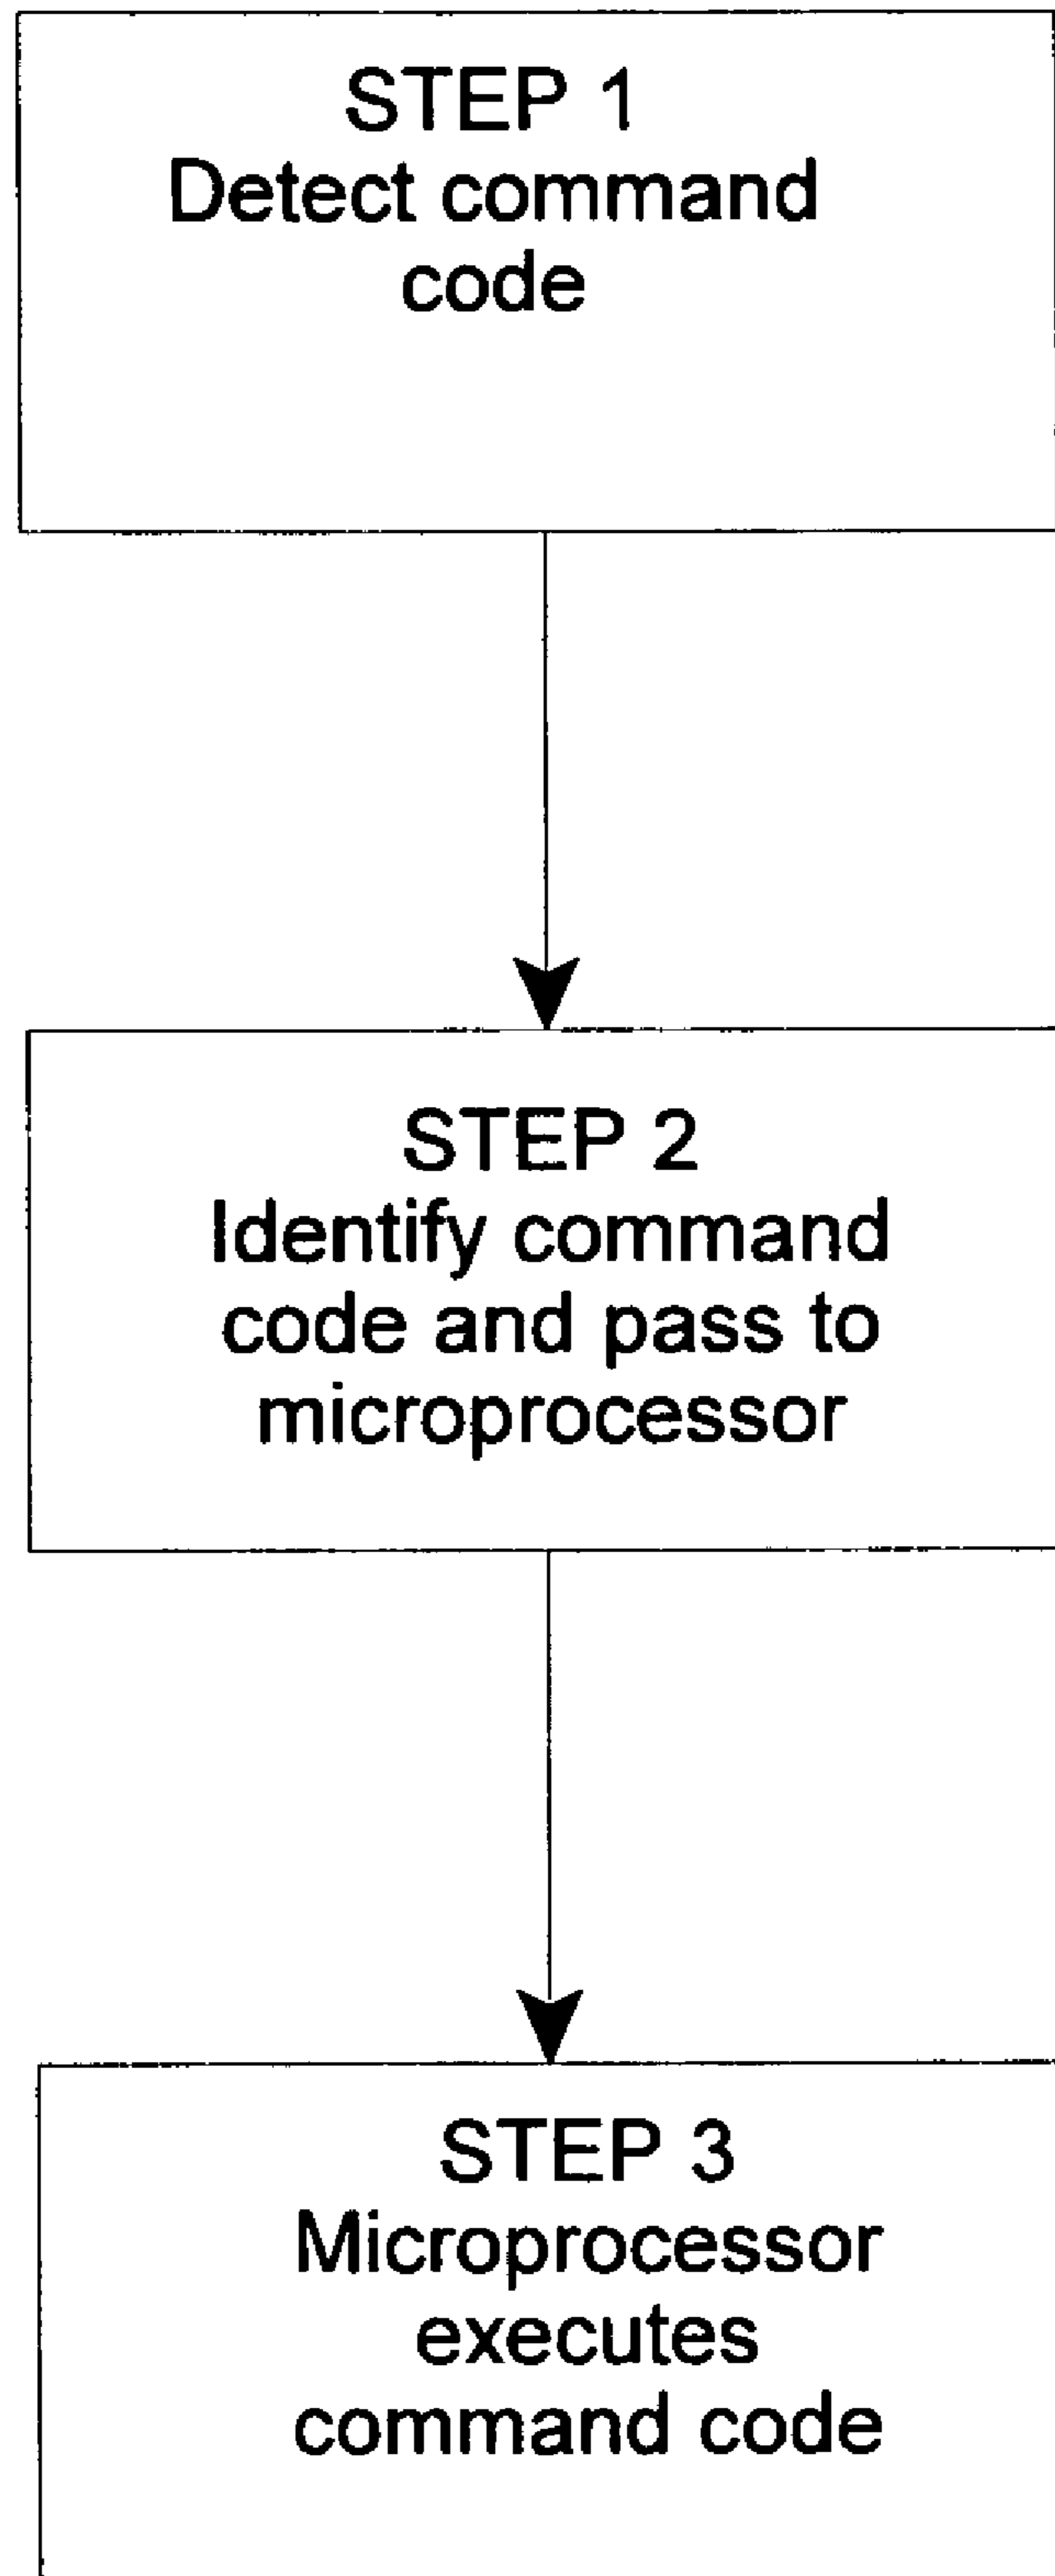 STEP 1
Detect command
code
STEP 2
Identify command
code and pass to
microprocessor
STEP 3
Microprocessor
executes
command code